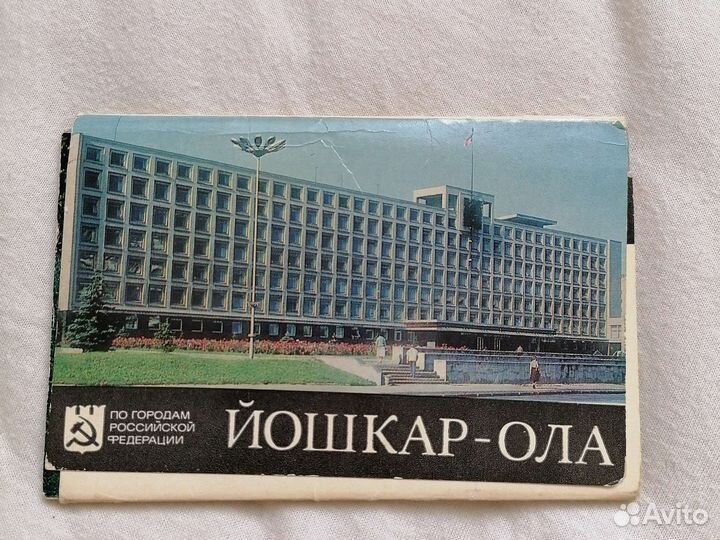 ПО ГОРОДАМ
РОССИЙСКОЙ
ФЕДЕРАЦИИ
ЙОШКАР-ОЛА
Avito